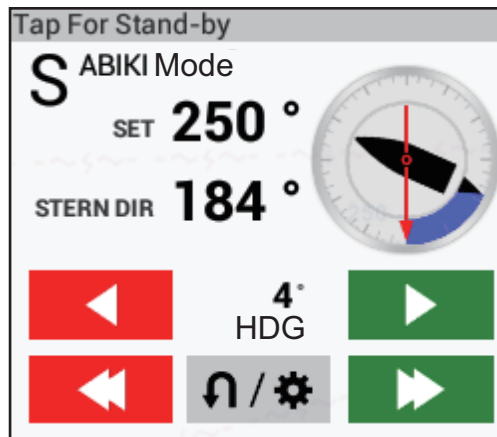 Tap For Stand-by
S ABIKI Mode
SET 250 °
STERN DIR 184 °
4°
HDG
/